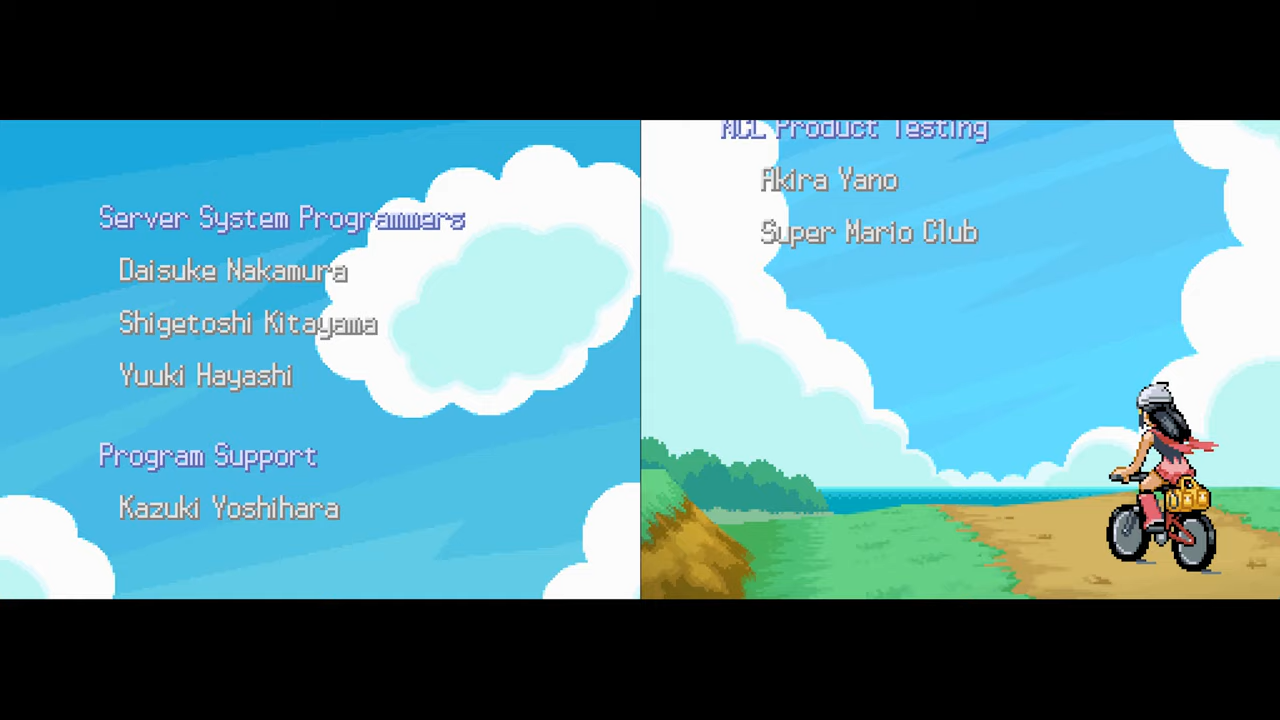 Server System Programmers
Daisuke Nakamura
Shigetoshi Kitayama
Yuuki Hayashi
Program Support
Kazuki Yoshihara
NCL Product Testing
Akira Yano
Super Mario Club